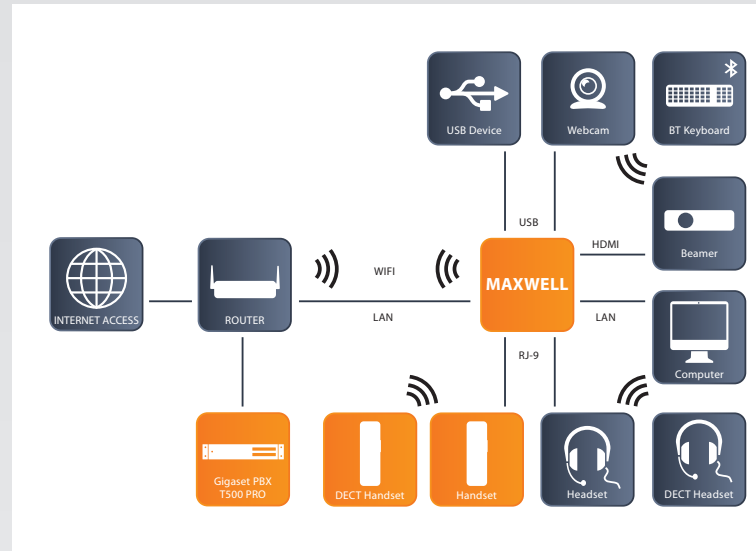 USB Device
Webcam
BT Keyboard
USB
HDMI
Beamer
WIFI
MAXWELL
INTERNET ACCESS
ROUTER
LAN
LAN
RJ-9
Computer
Gigaset PBX
T500 PRO
DECT Handset
Handset
Headset
DECT Headset